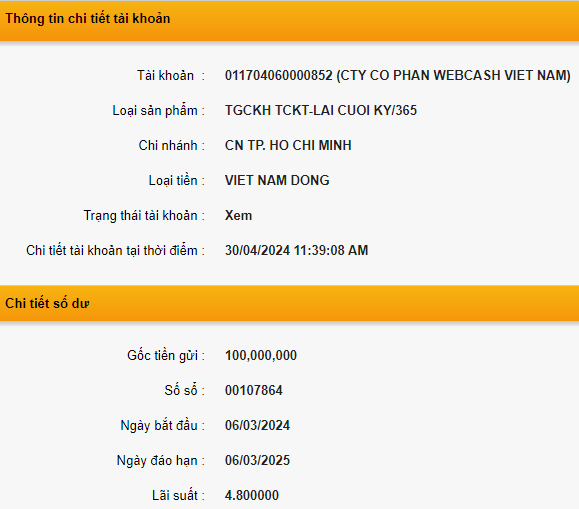 Thông tin chi tiết tài khoản
Tài khoản : 011704060000852 (CTY CO PHAN WEBCASH VIET NAM)
Loại sản phẩm : TGCKH TCKT-LAI CUOI KY/365
Chi nhánh : CN TP. HO CHI MINH
Loại tiền : VIET NAM DONG
Trạng thái tài khoản : Xem
Chi tiết tài khoản tại thời điểm : 30/04/2024 11:39:08 AM
Chi tiết số dư
Gốc tiền gửi : 100,000,000
Số sổ : 00107864
Ngày bắt đầu : 06/03/2024
Ngày đáo hạn : 06/03/2025
Lãi suất : 4.800000